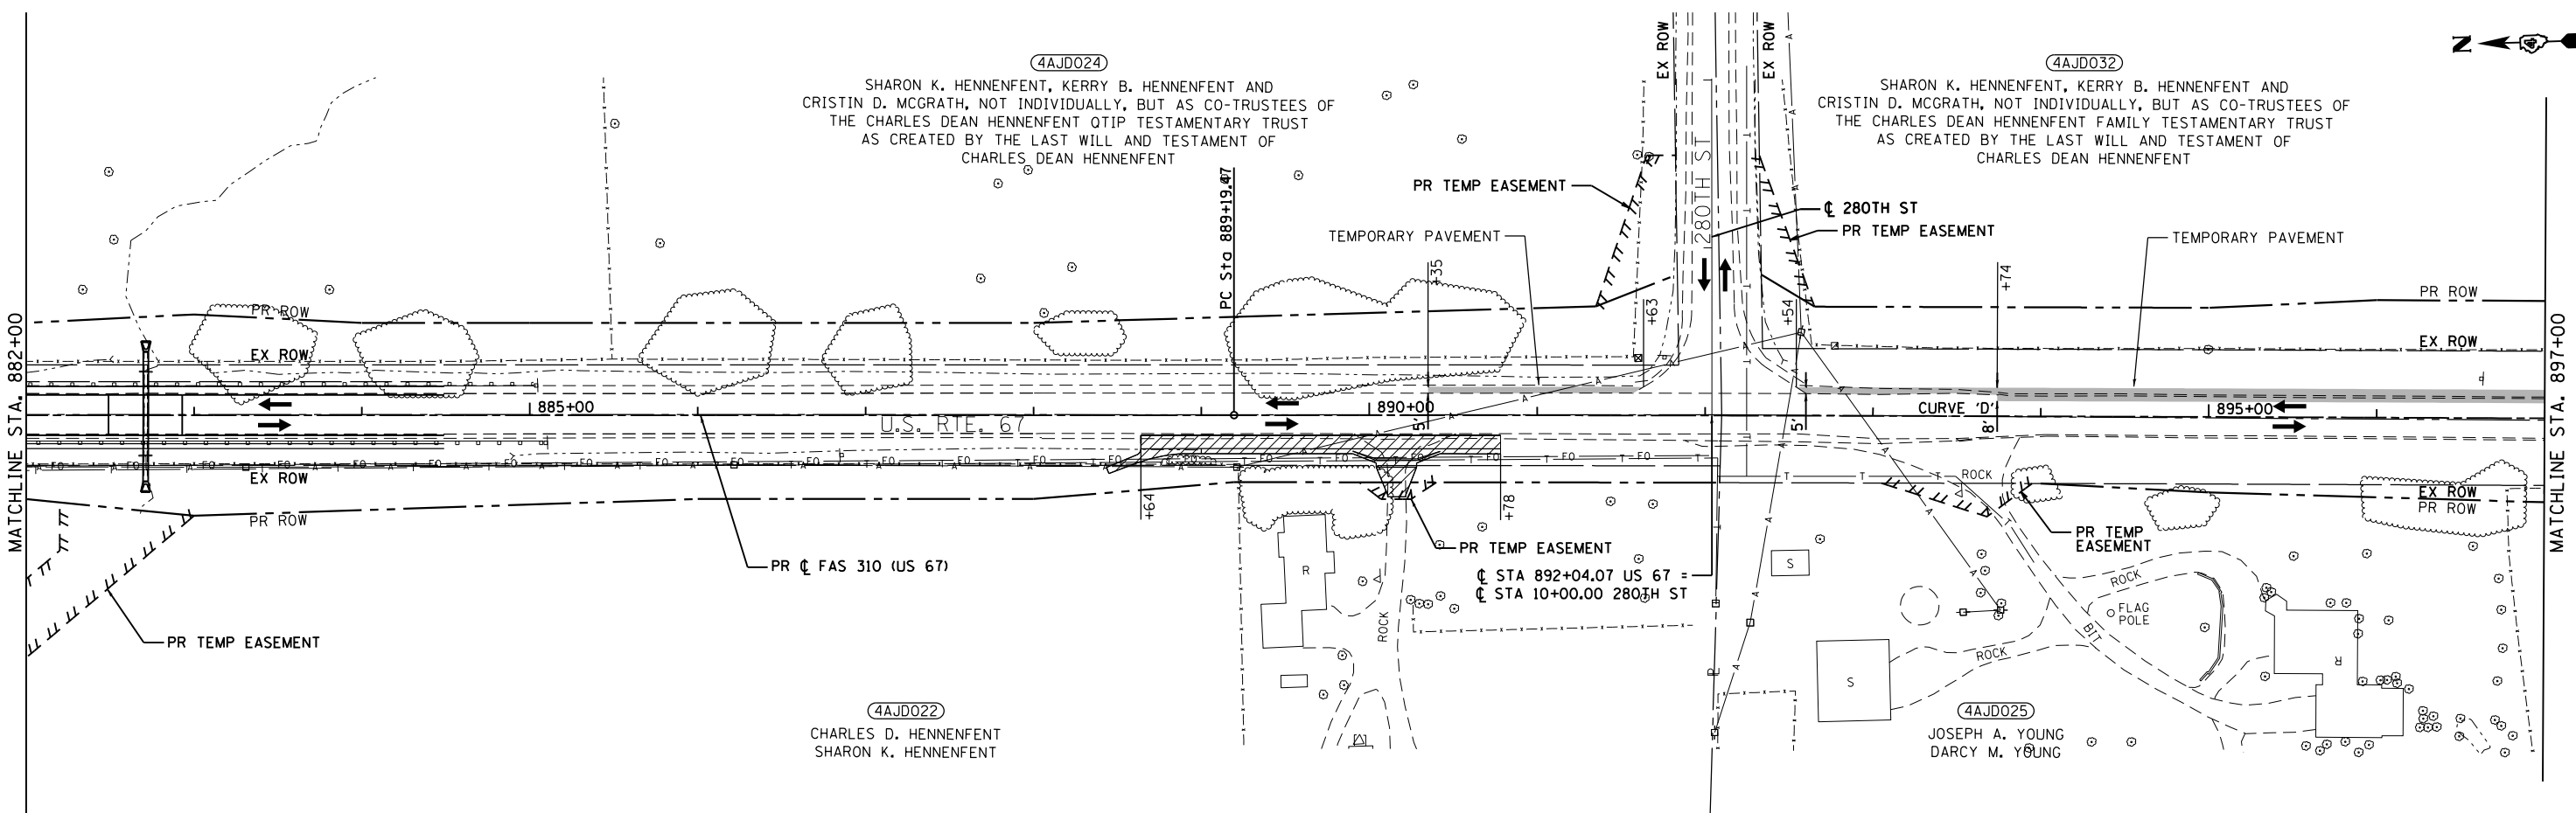 N
MATCHLINE STA. 882+00
4AJD024
SHARON K. HENNENFENT, KERRY B. HENNENFENT AND
CRISTIN D. MCGRATH, NOT INDIVIDUALLY, BUT AS CO-TRUSTEES OF
THE CHARLES DEAN HENNENFENT QTIP TESTAMENTARY TRUST
AS CREATED BY THE LAST WILL AND TESTAMENT OF
CHARLES DEAN HENNENFENT
EX ROW
EX ROW
4AJD032
SHARON K. HENNENFENT, KERRY B. HENNENFENT AND
CRISTIN D. MCGRATH, NOT INDIVIDUALLY, BUT AS CO-TRUSTEES OF
THE CHARLES DEAN HENNENFENT FAMILY TESTAMENTARY TRUST
AS CREATED BY THE LAST WILL AND TESTAMENT OF
CHARLES DEAN HENNENFENT
PC Sta 889+19.47
PR TEMP EASEMENT
280TH ST
℄ 280TH ST
PR TEMP EASEMENT
TEMPORARY PAVEMENT
TEMPORARY PAVEMENT
+35
+63
+54
+74
PR ROW
PR ROW
EX ROW
EX ROW
885+00
890+00
CURVE 'D'
895+00
U.S. RTE. 67
5'
5'
8'
EX ROW
PR ROW
EX ROW
PR ROW
+64
+78
ROCK
PR TEMP EASEMENT
PR TEMP
EASEMENT
PR ℄ FAS 310 (US 67)
℄ STA 892+04.07 US 67 =
℄ STA 10+00.00 280TH ST
PR TEMP EASEMENT
R
ROCK
S
S
ROCK
ROCK
BIT
FLAG
POLE
R
4AJD022
CHARLES D. HENNENFENT
SHARON K. HENNENFENT
4AJD025
JOSEPH A. YOUNG
DARCY M. YOUNG
MATCHLINE STA. 897+00